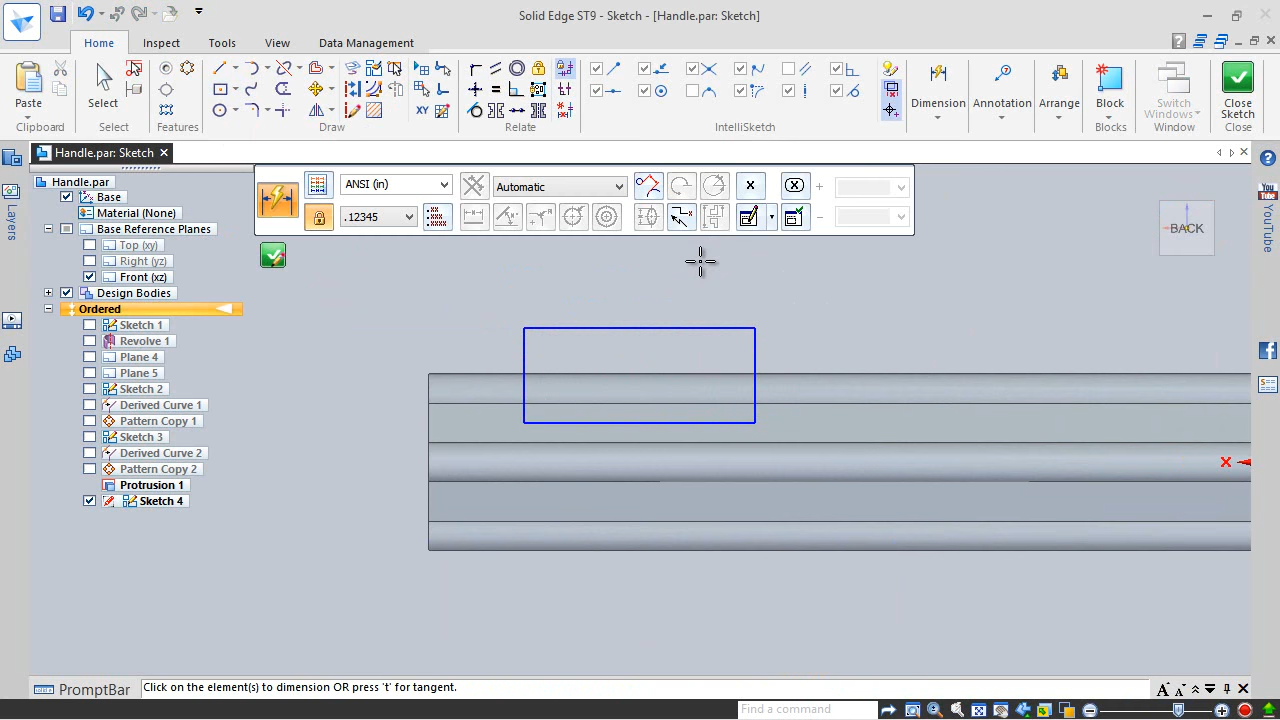 Solid Edge ST9 - Sketch - [Handle.par: Sketch]
Home
Inspect
Tools
View
Data Management
Paste
Clipboard
Select
Select
Features
Draw
Relate
IntelliSketch
Dimension
Annotation
Arrange
Block
Blocks
Switch
Windows
Window
Close
Sketch
Close
Handle.par: Sketch
Handle.par
Base
Material (None)
Base Reference Planes
Top (xy)
Right (yz)
Front (xz)
Design Bodies
Ordered
Sketch 1
Revolve 1
Plane 4
Plane 5
Sketch 2
Derived Curve 1
Pattern Copy 1
Sketch 3
Derived Curve 2
Pattern Copy 2
Protrusion 1
Sketch 4
ANSI (in)
Automatic
.12345
BACK
X
Layers
YouTube
PromptBar
Click on the element(s) to dimension OR press 't' for tangent.
Find a command